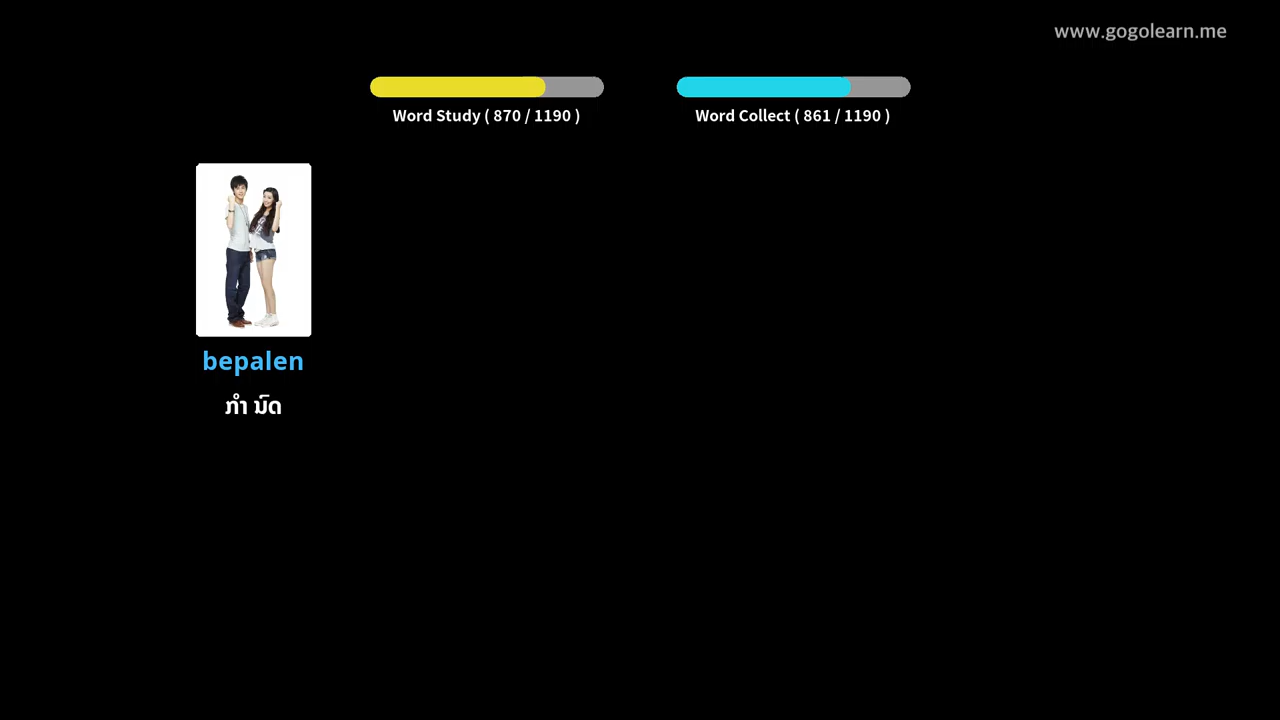 www.gogolearn.me
Word Study ( 870 / 1190 )
Word Collect ( 861 / 1190 )
bepalen
ກຳ ນົດ